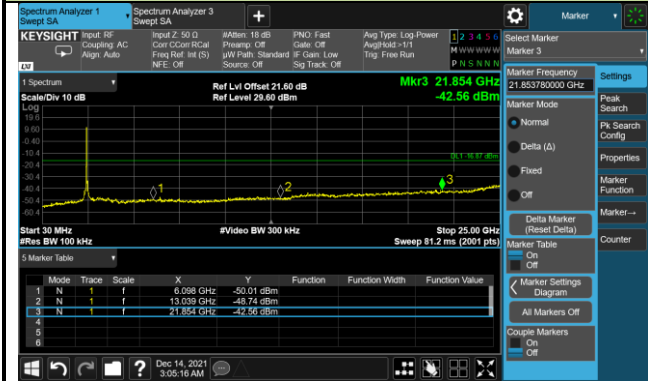 Spectrum Analyzer 1
Swept SA
Spectrum Analyzer 3
Swept SA
+
Marker
KEYSIGHT
LXI
Input: RF
Coupling: AC
Align: Auto
Input Z: 50 Ω
Corr CCorr RCal
Freq Ref: Int (S)
NFE: Off
#Atten: 18 dB
Preamp: Off
µW Path: Standard
Source: Off
PNO: Fast
Gate: Off
IF Gain: Low
Sig Track: Off
Avg Type: Log-Power
Avg|Hold:>1/1
Trig: Free Run
1 2 3 4 5 6
M W W W W W
P N S N N N
Select Marker
Marker 3
1 Spectrum
Scale/Div 10 dB
Log
Ref Lvl Offset 21.60 dB
Ref Level 29.60 dBm
Mkr3 21.854 GHz
-42.56 dBm
19.6
9.60
-0.40
-10.4
-20.4
-30.4
-40.4
-50.4
-60.4
DL1 -16.87 dBm
1
2
3
Start 30 MHz
#Res BW 100 kHz
#Video BW 300 kHz
Stop 25.00 GHz
Sweep 81.2 ms (2001 pts)
5 Marker Table
Mode Trace Scale X Y Function Function Width Function Value
1 N 1 f 6.098 GHz -50.01 dBm
2 N 1 f 13.039 GHz -48.74 dBm
3 N 1 f 21.854 GHz -42.56 dBm
4
5
6
Marker Frequency
21.853780000 GHz
Marker Mode
Normal
Delta (Δ)
Fixed
Off
Delta Marker
(Reset Delta)
Marker Table
On
Off
Marker Settings
Diagram
All Markers Off
Couple Markers
On
Off
Settings
Peak
Search
Pk Search
Config
Properties
Marker
Function
Marker→
Counter
?
Dec 14, 2021
3:05:16 AM